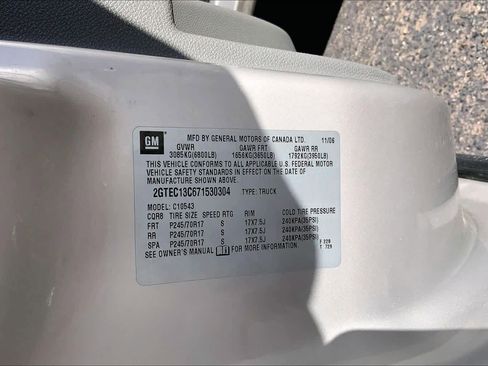 GM
MFD BY GENERAL MOTORS OF CANADA LTD. 11/06
GVWR GAWR FRT GAWR RR
3085KG(6800LB) 1656KG(3650LB) 1792KG(3950LB)
THIS VEHICLE CONFORMS TO ALL APPLICABLE U.S. FEDERAL MOTOR
VEHICLE SAFETY STANDARDS IN EFFECT ON THE DATE OF
MANUFACTURE SHOWN ABOVE.
2GTEC13C671530304 TYPE: TRUCK
MODEL: C10543
CQR8 TIRE SIZE SPEED RTG RIM COLD TIRE PRESSURE
FRT P245/70R17 S 17X7.5J 240KPA(35PSI)
RR P245/70R17 S 17X7.5J 240KPA(35PSI)
SPA P245/70R17 S 17X7.5J 240KPA(35PSI)
SEE OWNER'S MANUAL FOR MORE INFORMATION.